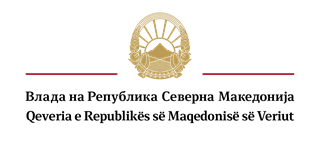 Влада на Република Северна Македонија
Qeveria e Republikës së Maqedonisë së Veriut